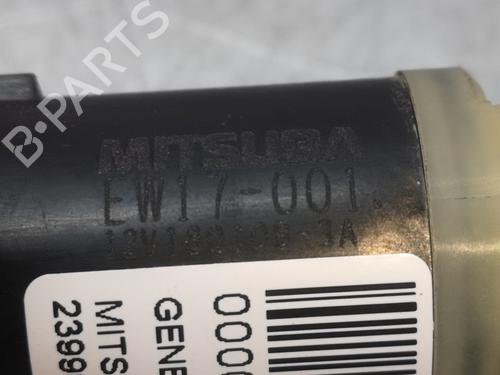 B-PARTS
MITSUBA
EW17-001.
MITS
GENE
000
2399